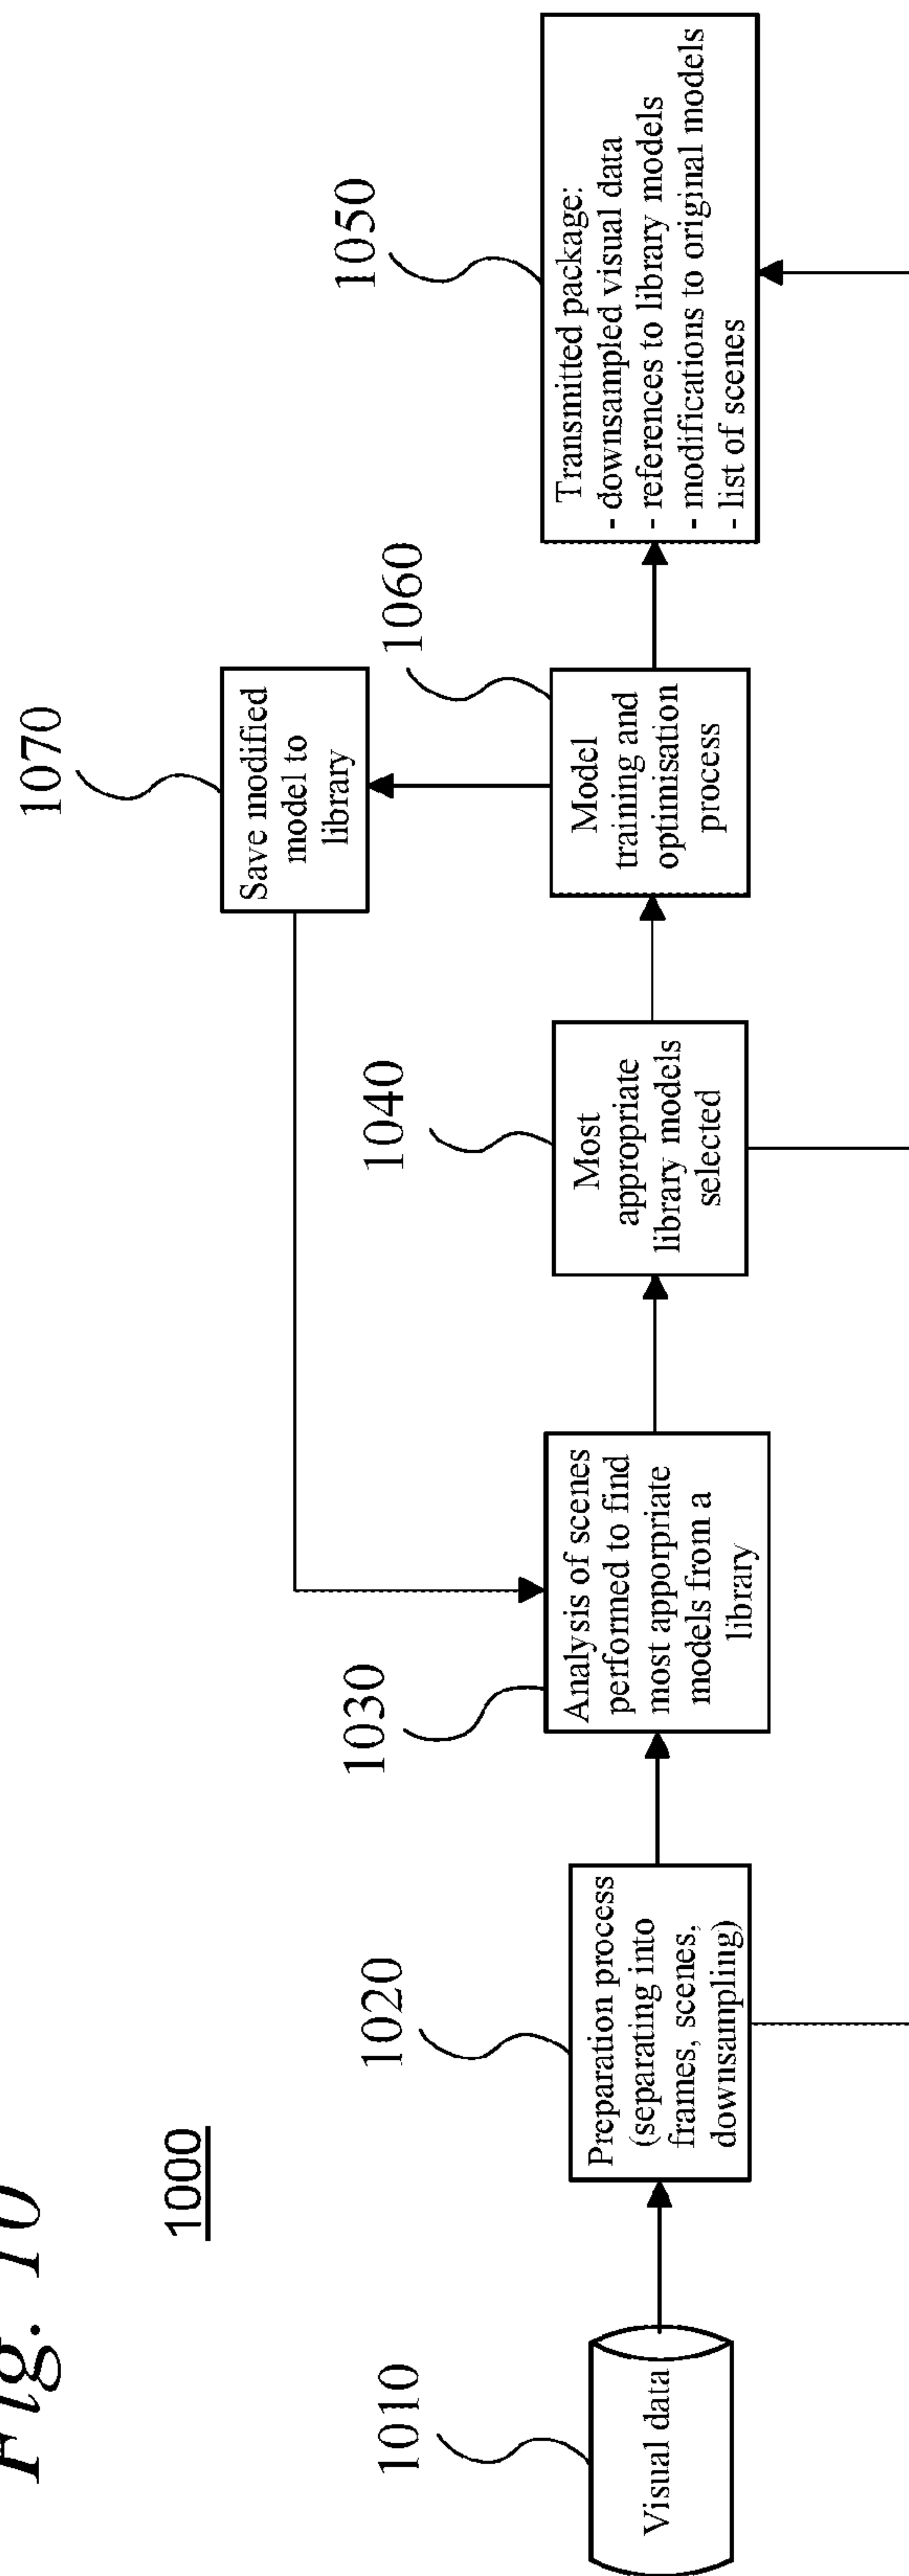 Fig. 10
1000
1010
Visual data
1020
Preparation process
(separating into
frames, scenes,
downsampling)
1030
Analysis of scenes
performed to find
most apporpriate
models from a
library
1040
Most
appropriate
library models
selected
1060
Model
training and
optimisation
process
1070
Save modified
model to
library
1050
Transmitted package:
- downsampled visual data
- references to library models
- modifications to original models
- list of scenes